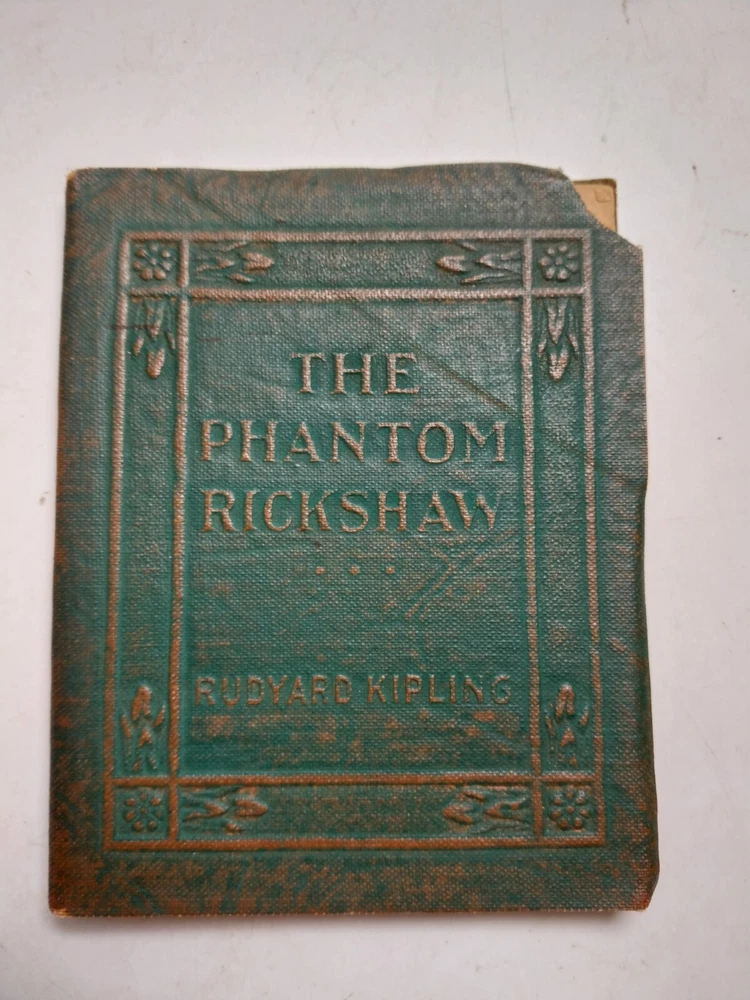 THE
PHANTOM
RICKSHAW
...
RUDYARD KIPLING